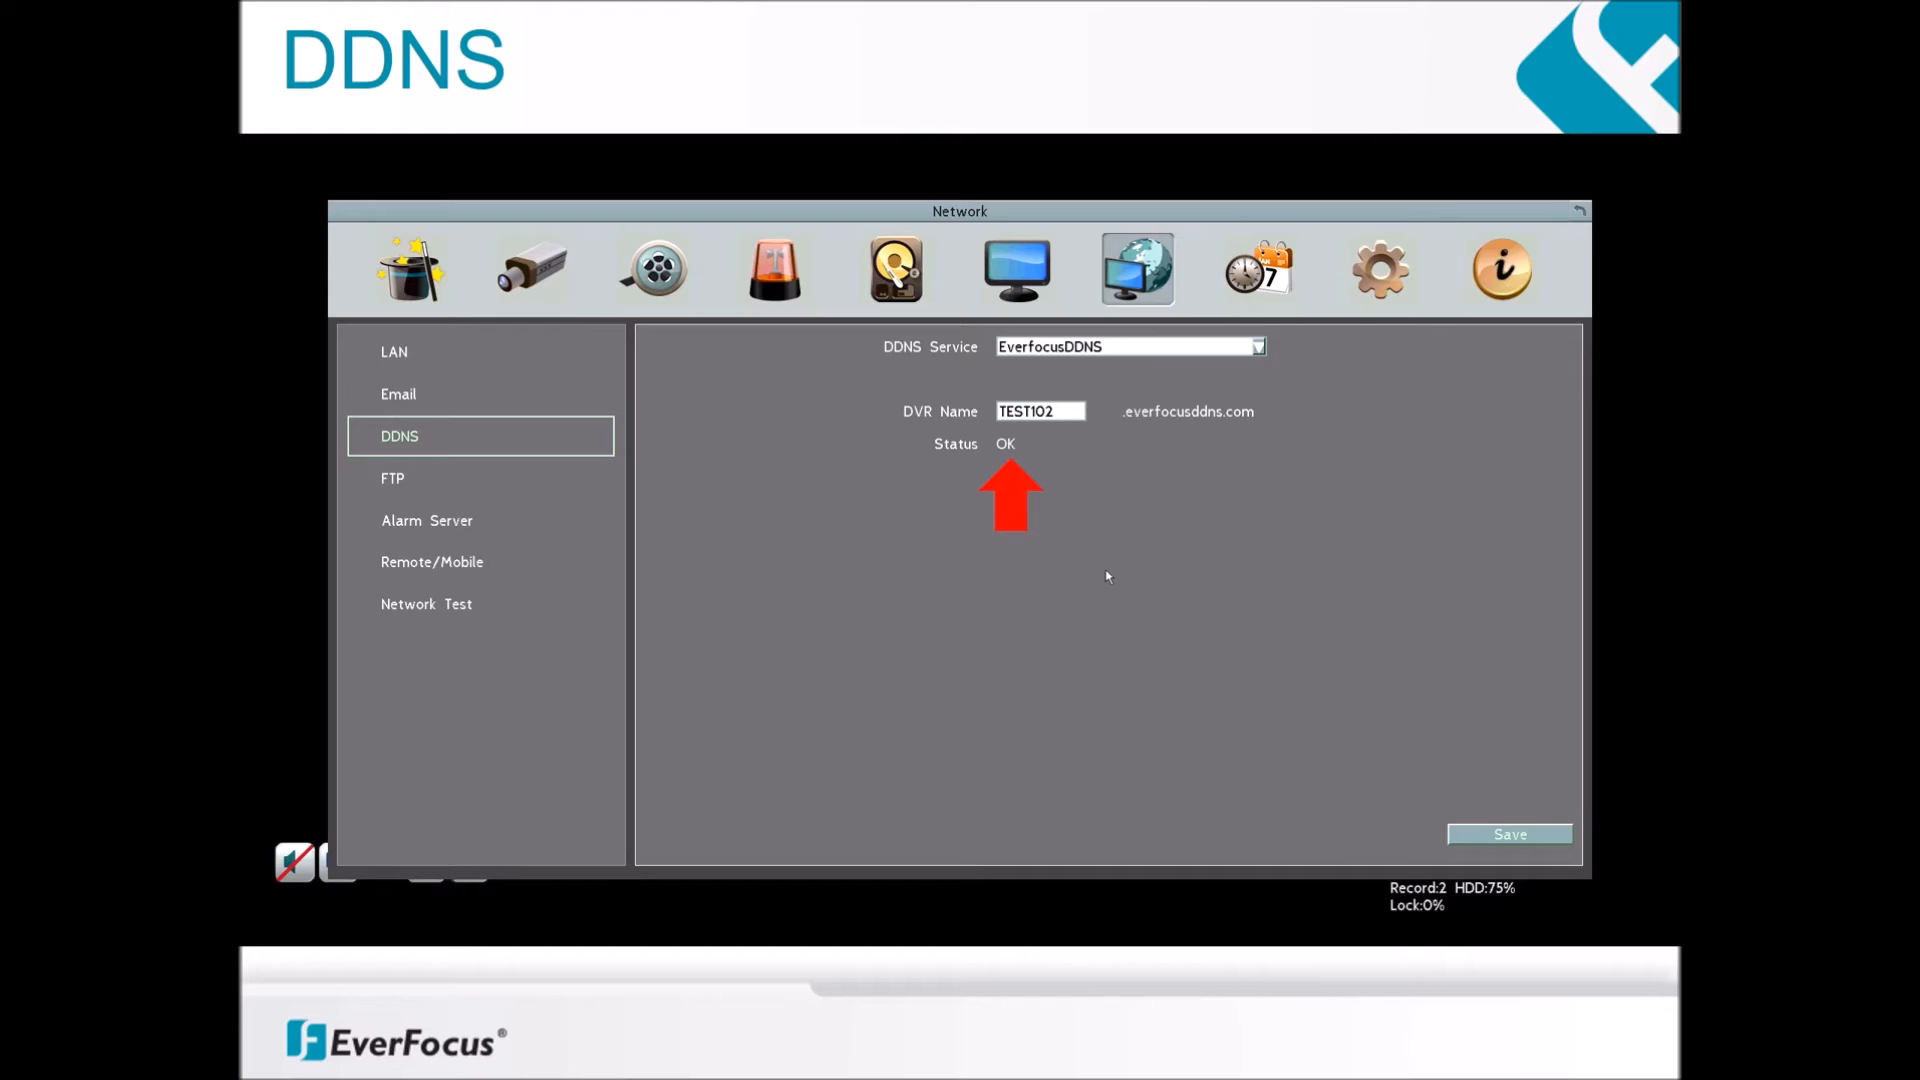 DDNS
Network
7
LAN
Email
DDNS
FTP
Alarm Server
Remote/Mobile
Network Test
DDNS Service EverfocusDDNS
DVR Name TEST102 .everfocusddns.com
Status OK
Save
Record:2 HDD:75%
Lock:0%
EverFocus®